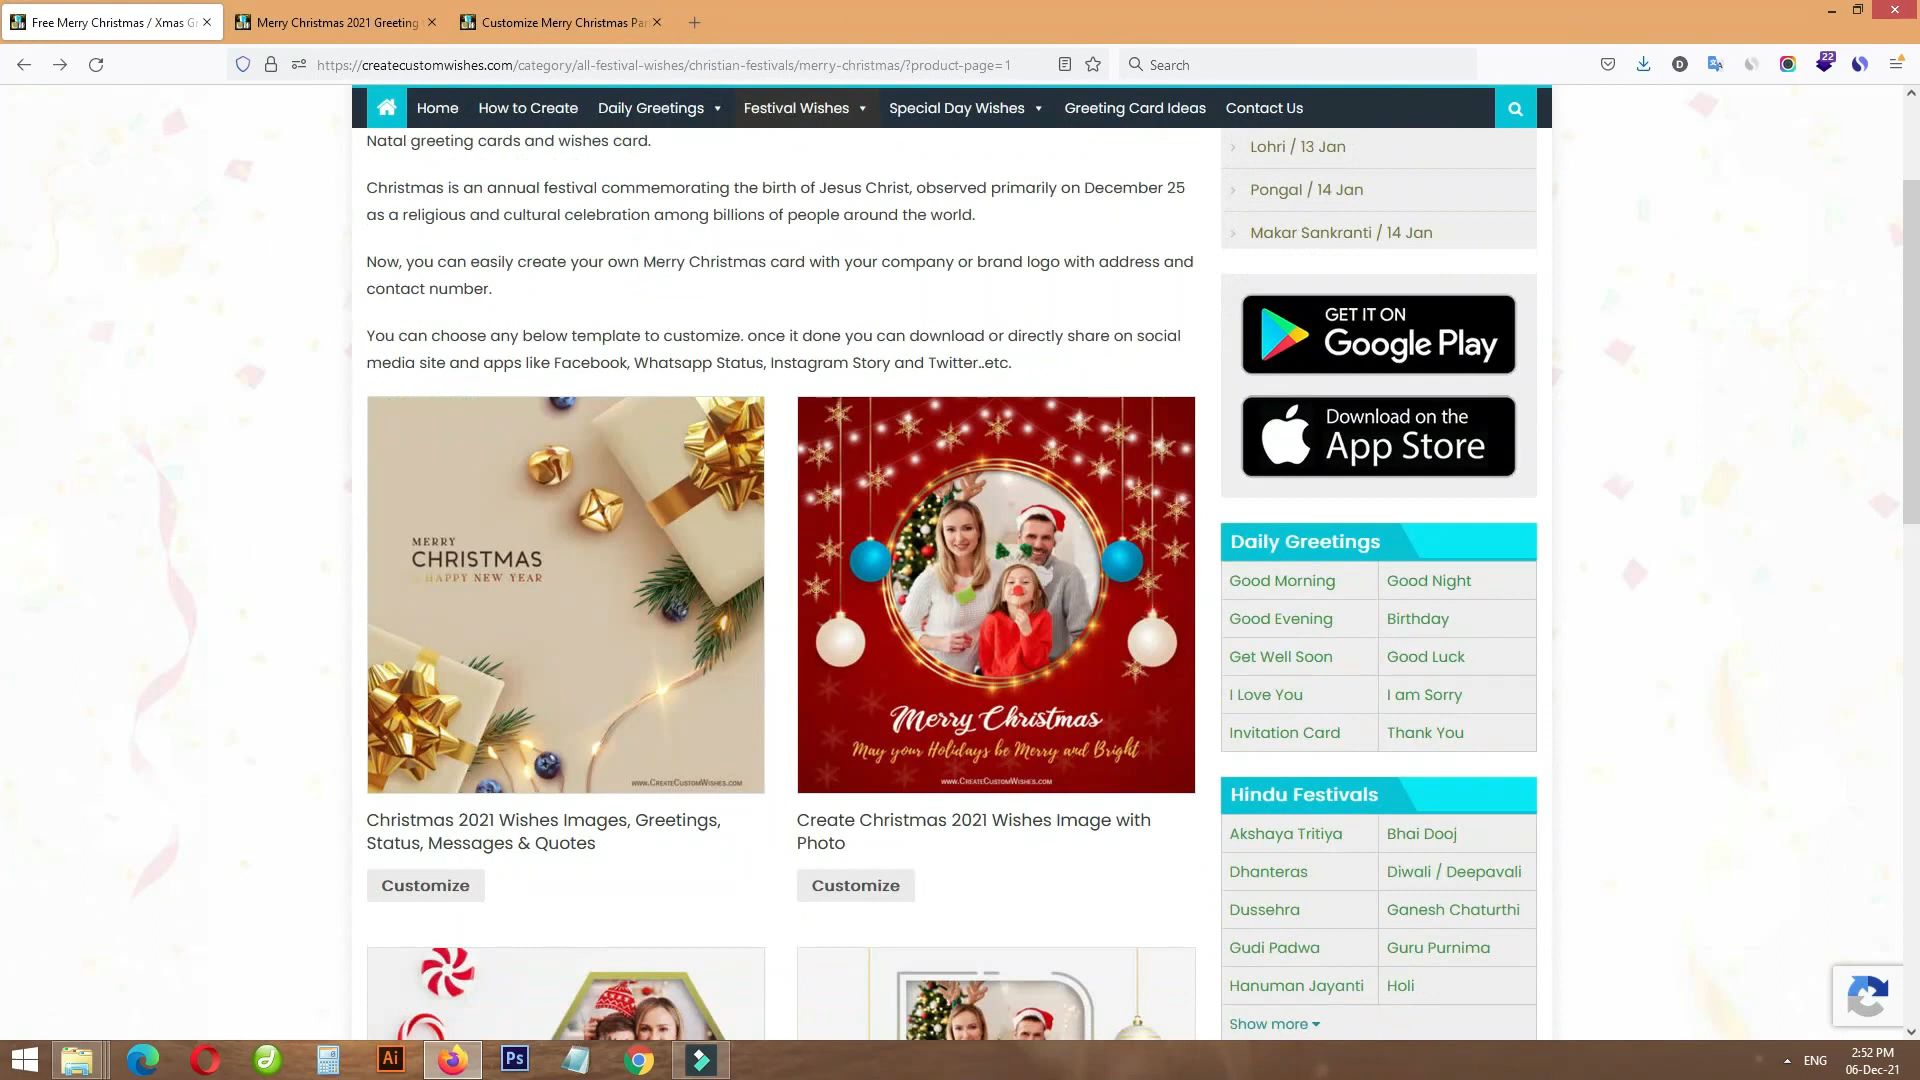 Free Merry Christmas / Xmas Gr
Merry Christmas 2021 Greeting
Customize Merry Christmas Par
https://createcustomwishes.com/category/all-festival-wishes/christian-festivals/merry-christmas/?product-page=1
Search
22
Home
How to Create
Daily Greetings
Festival Wishes
Special Day Wishes
Greeting Card Ideas
Contact Us
Natal greeting cards and wishes card.
Christmas is an annual festival commemorating the birth of Jesus Christ, observed primarily on December 25
as a religious and cultural celebration among billions of people around the world.
Now, you can easily create your own Merry Christmas card with your company or brand logo with address and
contact number.
You can choose any below template to customize. once it done you can download or directly share on social
media site and apps like Facebook, Whatsapp Status, Instagram Story and Twitter..etc.
MERRY
CHRISTMAS
& HAPPY NEW YEAR
www.CreateCustomWishes.com
Merry Christmas
May your Holidays be Merry and Bright
www.CreateCustomWishes.com
Christmas 2021 Wishes Images, Greetings,
Status, Messages & Quotes
Customize
Create Christmas 2021 Wishes Image with
Photo
Customize
Lohri / 13 Jan
Pongal / 14 Jan
Makar Sankranti / 14 Jan
GET IT ON
Google Play
Download on the
App Store
Daily Greetings
Good Morning
Good Night
Good Evening
Birthday
Get Well Soon
Good Luck
I Love You
I am Sorry
Invitation Card
Thank You
Hindu Festivals
Akshaya Tritiya
Bhai Dooj
Dhanteras
Diwali / Deepavali
Dussehra
Ganesh Chaturthi
Gudi Padwa
Guru Purnima
Hanuman Jayanti
Holi
Show more
Ai
Ps
ENG
2:52 PM
06-Dec-21